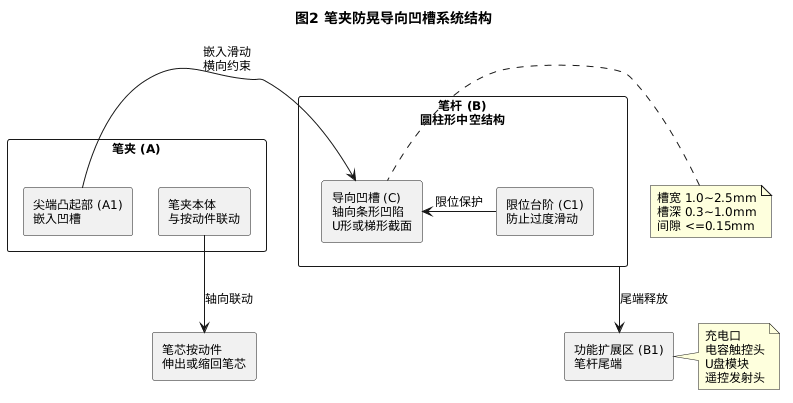 图2 笔夹防晃导向凹槽系统结构
嵌入滑动
横向约束
笔夹 (A)
尖端凸起部 (A1)
嵌入凹槽
笔夹本体
与按动件联动
笔杆 (B)
圆柱形中空结构
导向凹槽 (C)
轴向条形凹陷
U形或梯形截面
限位保护
限位台阶 (C1)
防止过度滑动
槽宽 1.0~2.5mm
槽深 0.3~1.0mm
间隙 <=0.15mm
轴向联动
尾端释放
笔芯按动件
伸出或缩回笔芯
功能扩展区 (B1)
笔杆尾端
充电口
电容触控头
U盘模块
遥控发射头